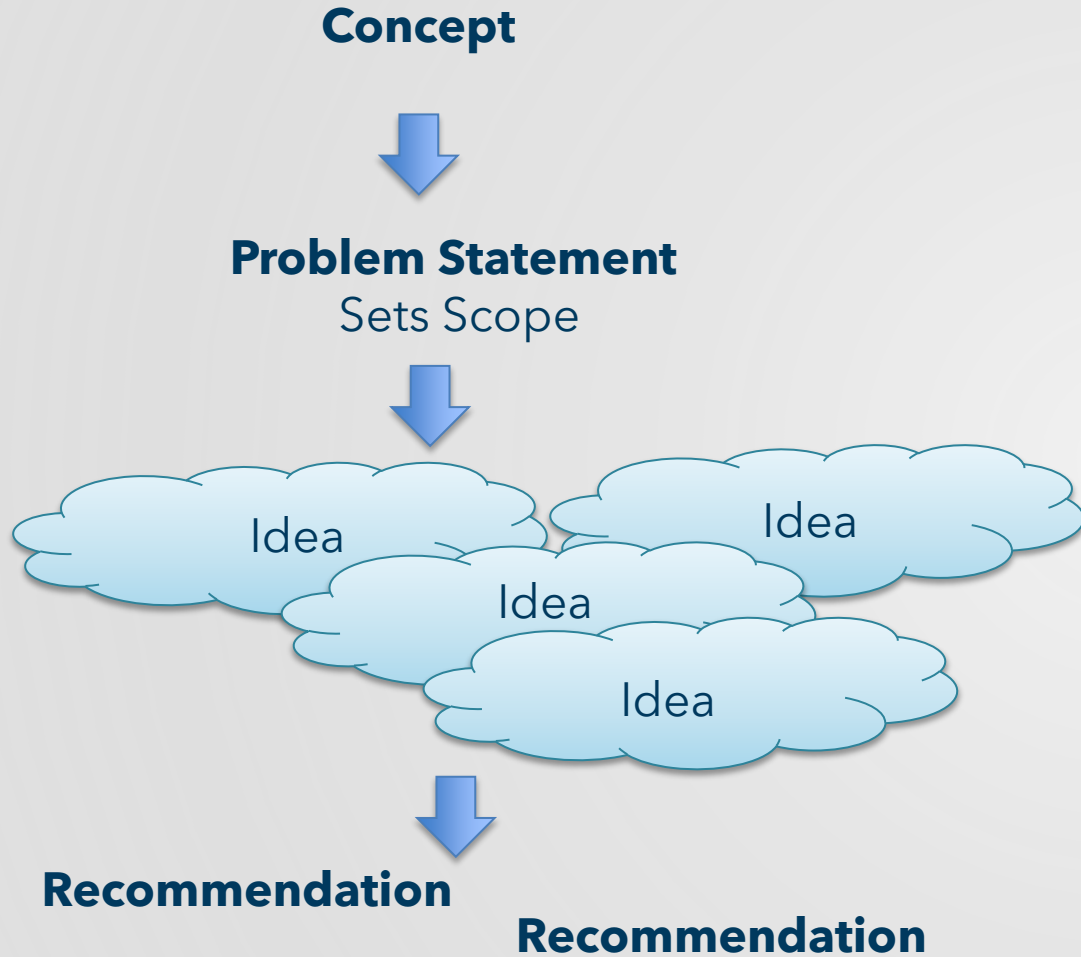 Concept
Problem Statement
Sets Scope
Idea
Idea
Idea
Idea
Recommendation
Recommendation